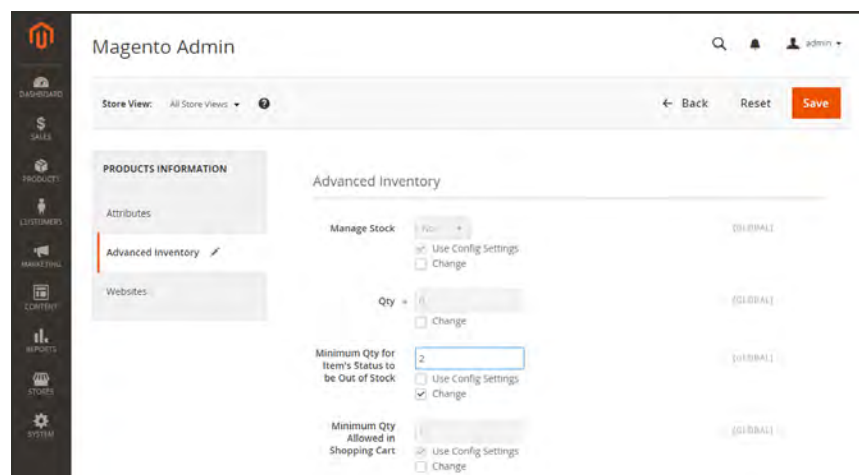 Magento Admin
admin
DASHBOARD
Store View: All Store Views
Back
Reset
Save
SALES
PRODUCTS
CUSTOMERS
MARKETING
CONTENT
REPORTS
STORES
SYSTEM
PRODUCTS INFORMATION
Attributes
Advanced Inventory
Websites
Advanced Inventory
Manage Stock
[GLOBAL]
Use Config Settings
Change
Qty
0
[GLOBAL]
Change
Minimum Qty for
Item's Status to
be Out of Stock
2
[GLOBAL]
Use Config Settings
Change
Minimum Qty
Allowed in
Shopping Cart
1
[GLOBAL]
Use Config Settings
Change